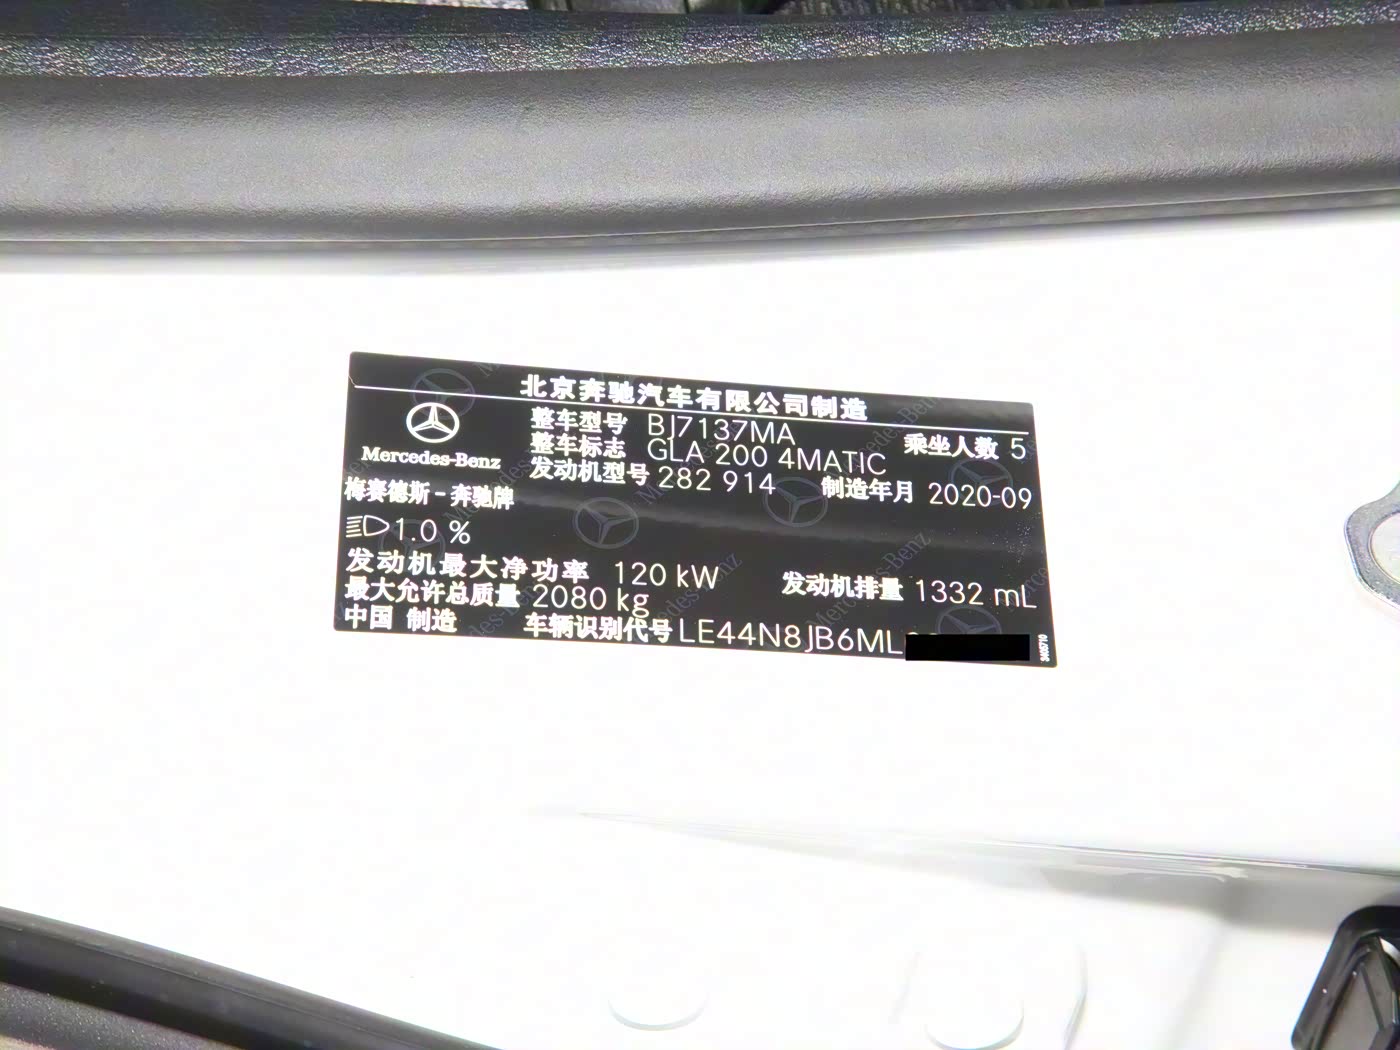 北京奔驰汽车有限公司制造
Mercedes-Benz
整车型号 BJ7137MA 乘坐人数 5
整车标志 GLA 200 4MATIC
发动机型号 282 914 制造年月 2020-09
梅赛德斯-奔驰牌
1.0 %
发动机最大净功率 120 kW 发动机排量 1332 mL
最大允许总质量 2080 kg
中国 制造 车辆识别代号 LE44N8JB6ML